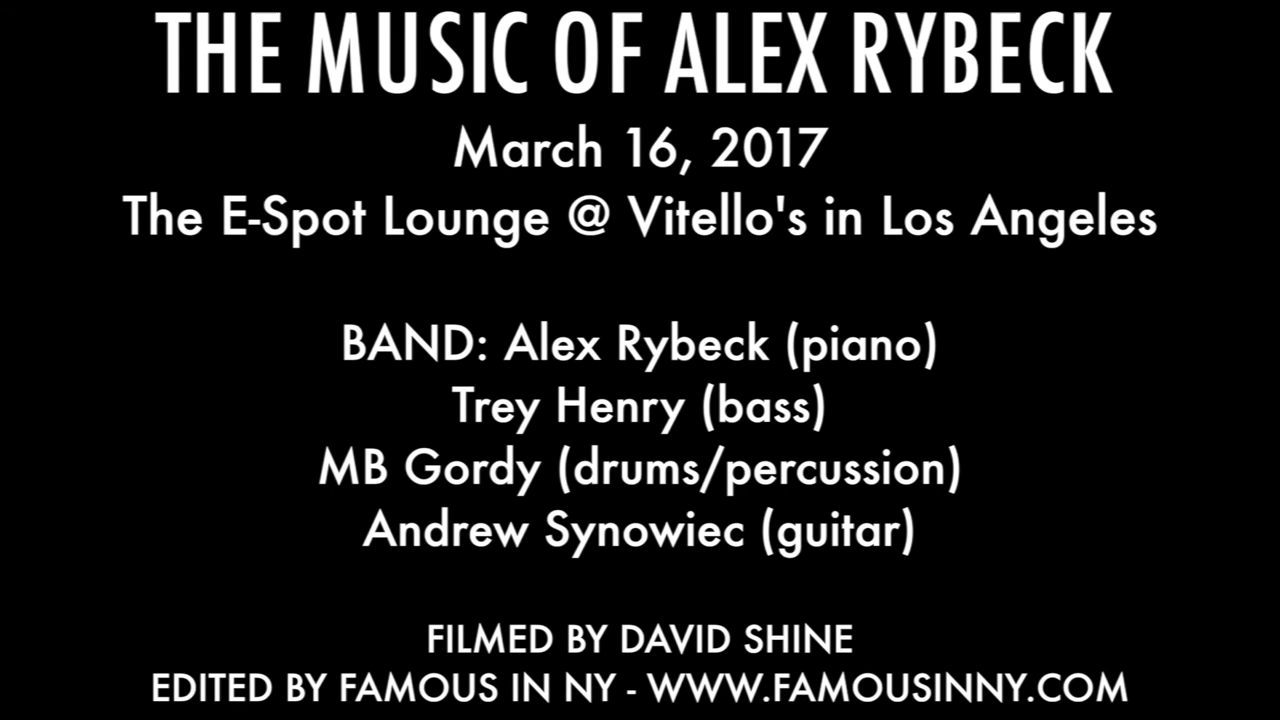 THE MUSIC OF ALEX RYBECK
March 16, 2017
The E-Spot Lounge @ Vitello's in Los Angeles
BAND: Alex Rybeck (piano)
Trey Henry (bass)
MB Gordy (drums/percussion)
Andrew Synowiec (guitar)
FILMED BY DAVID SHINE
EDITED BY FAMOUS IN NY - WWW.FAMOUSINNY.COM